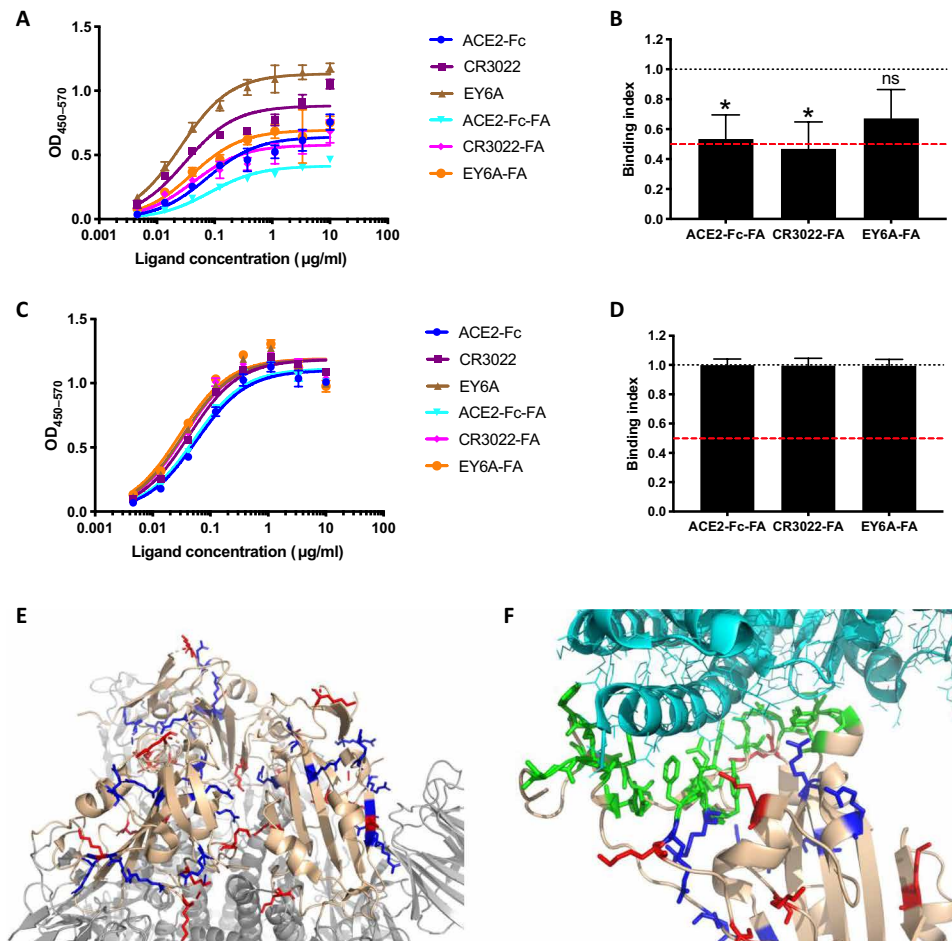 A
OD450–570
1.5
1.0
0.5
0.0
0.001 0.01 0.1 1 10 100
Ligand concentration (µg/ml)
ACE2-Fc
CR3022
EY6A
ACE2-Fc-FA
CR3022-FA
EY6A-FA
B
Binding index
1.2
1.0
0.8
0.6
0.4
0.2
0.0
* * ns
ACE2-Fc-FA CR3022-FA EY6A-FA
C
OD450–570
1.5
1.0
0.5
0.0
0.001 0.01 0.1 1 10 100
Ligand concentration (µg/ml)
ACE2-Fc
CR3022
EY6A
ACE2-Fc-FA
CR3022-FA
EY6A-FA
D
Binding index
1.2
1.0
0.8
0.6
0.4
0.2
0.0
ACE2-Fc-FA CR3022-FA EY6A-FA
E
F